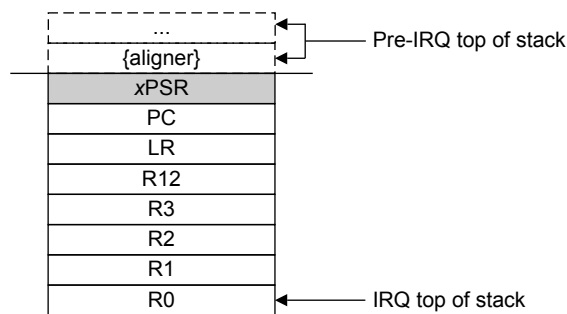 ...
Pre-IRQ top of stack
{aligner}
xPSR
PC
LR
R12
R3
R2
R1
R0
IRQ top of stack